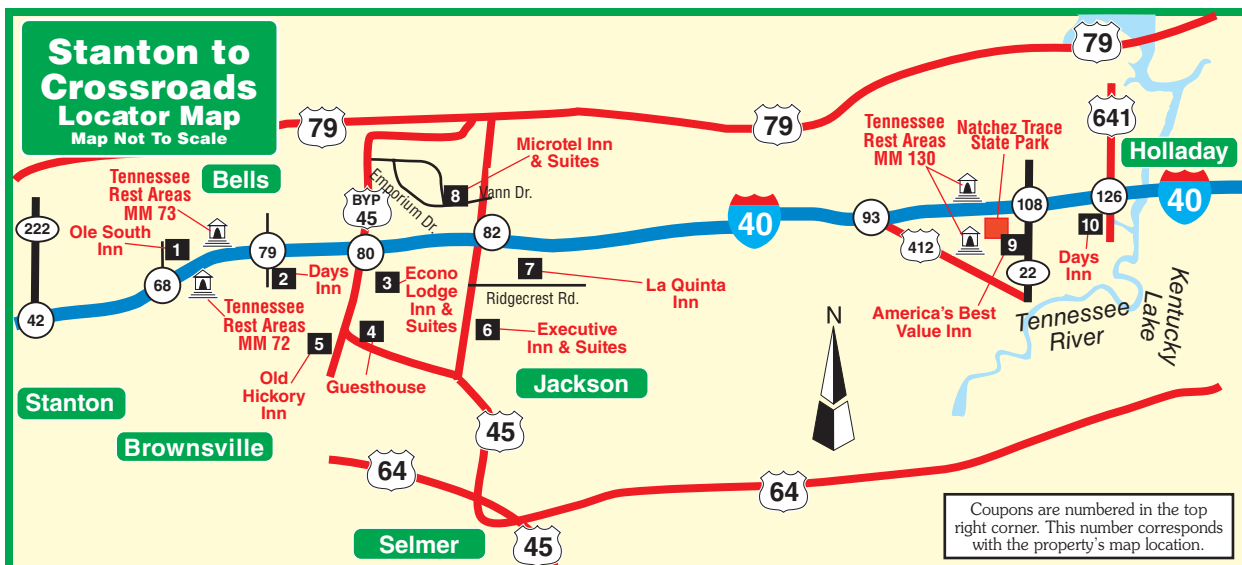 Stanton to
Crossroads
Locator Map
Map Not To Scale
79
79
79
641
Holladay
Tennessee
Rest Areas
MM 130
Natchez Trace
State Park
Microtel Inn
& Suites
Bells
Tennessee
Rest Areas
MM 73
Emporium Dr.
8
Vann Dr.
BYP
45
222
Ole South
Inn
1
68
79
2
Days
Inn
80
82
40
93
412
108
126
40
9
10
Days
Inn
22
42
Tennessee
Rest Areas
MM 72
3
Econo
Lodge
Inn &
Suites
7
La Quinta
Inn
Ridgecrest Rd.
America's Best
Value Inn
Tennessee
River
Kentucky
Lake
N
5
Old
Hickory
Inn
4
Guesthouse
6
Executive
Inn & Suites
Jackson
Stanton
Brownsville
45
64
64
45
Selmer
Coupons are numbered in the top
right corner. This number corresponds
with the property's map location.